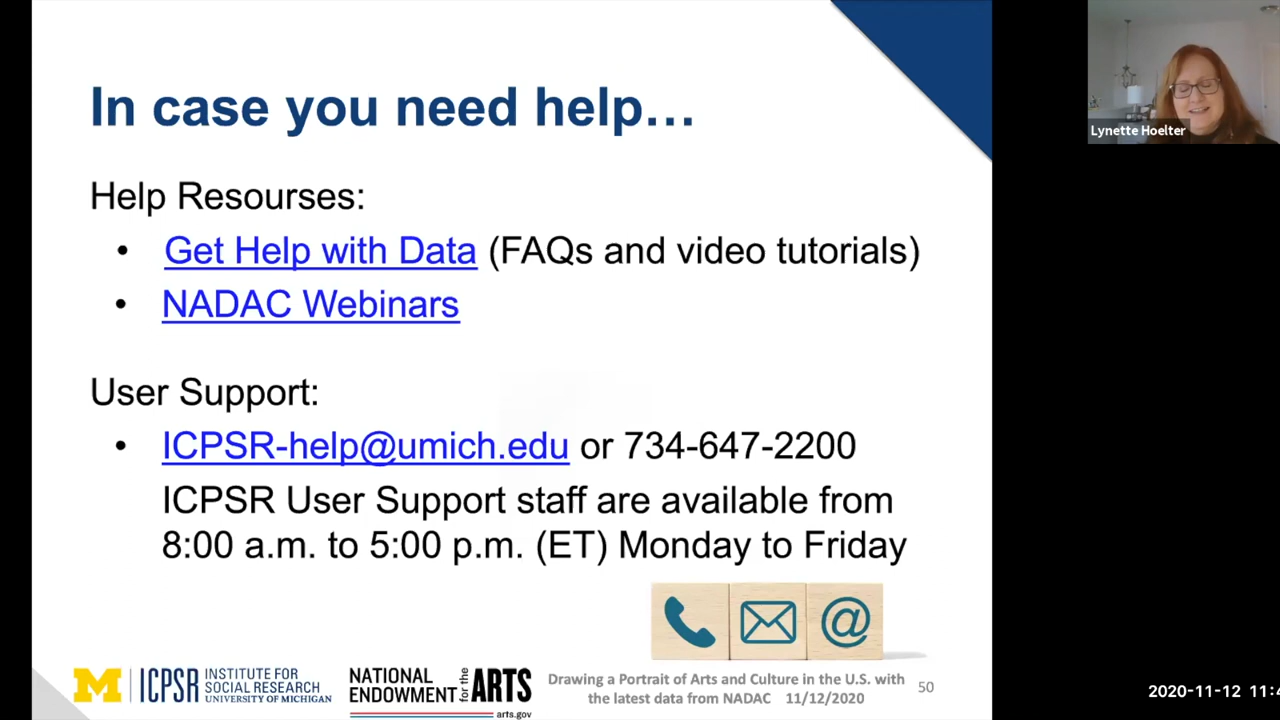 In case you need help…
Help Resourses:
• Get Help with Data (FAQs and video tutorials)
• NADAC Webinars
User Support:
• ICPSR-help@umich.edu or 734-647-2200
ICPSR User Support staff are available from
8:00 a.m. to 5:00 p.m. (ET) Monday to Friday
M ICPSR INSTITUTE FOR
SOCIAL RESEARCH
UNIVERSITY OF MICHIGAN
NATIONAL
ENDOWMENT for the ARTS
arts.gov
Drawing a Portrait of Arts and Culture in the U.S. with
the latest data from NADAC 11/12/2020
50
Lynette Hoelter
2020-11-12